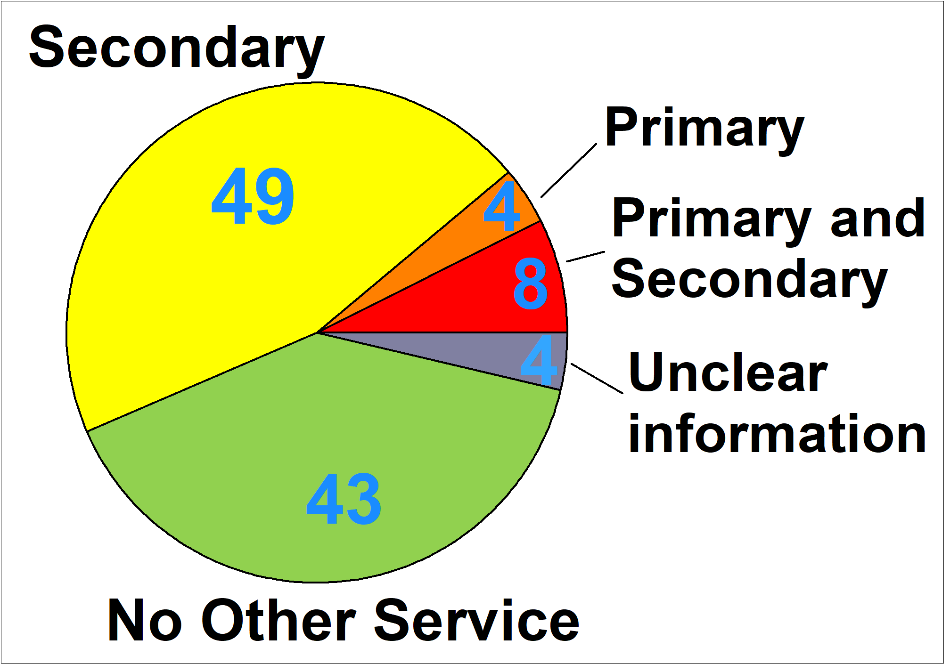 Secondary
49
Primary
4
Primary and
Secondary
8
4
Unclear
information
43
No Other Service